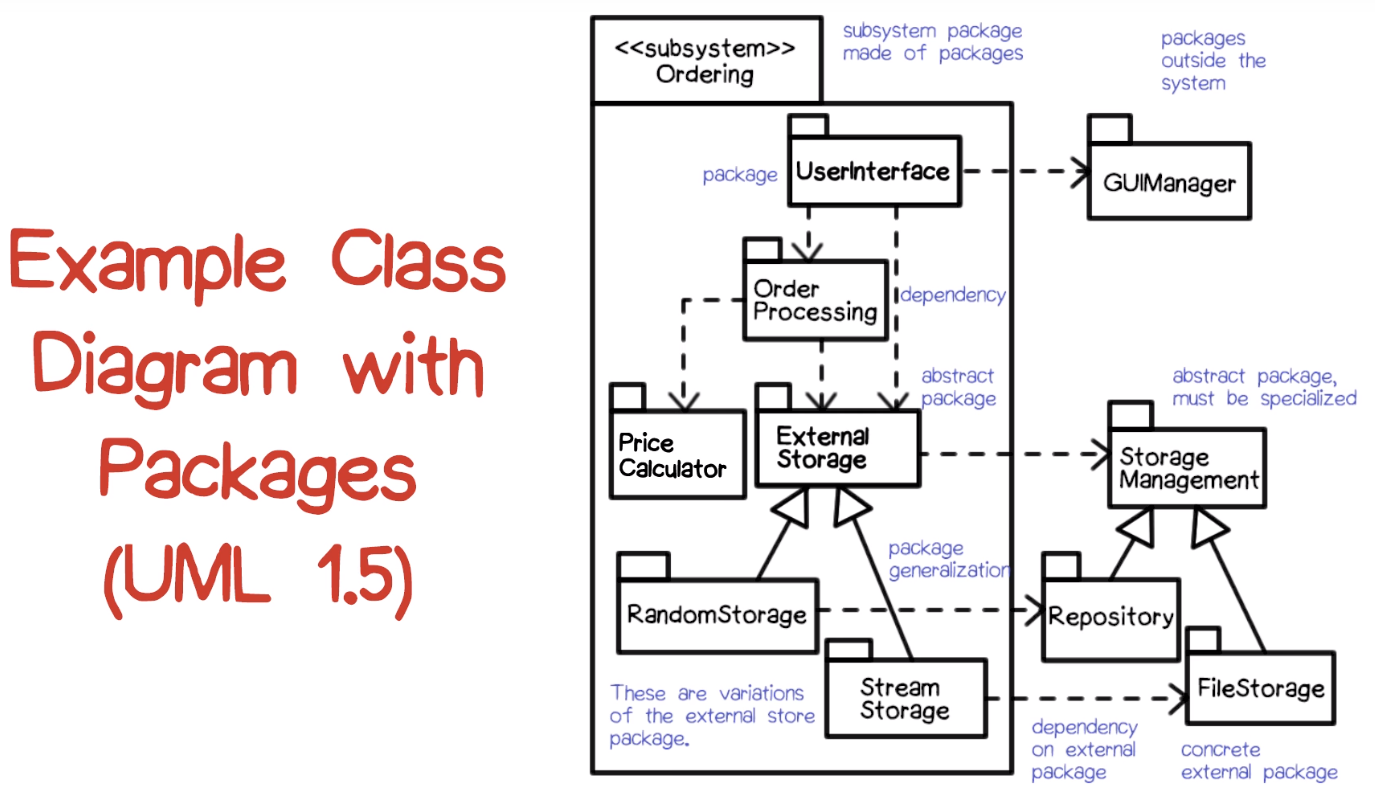 Example Class
Diagram with
Packages
(UML 1.5)
<<subsystem>>
Ordering
subsystem package
made of packages
packages
outside the
system
package
UserInterface
GUIManager
Order
Processing
dependency
abstract
package
abstract package,
must be specialized
Price
Calculator
External
Storage
Storage
Management
package
generalization
RandomStorage
Repository
Stream
Storage
FileStorage
These are variations
of the external store
package.
dependency
on external
package
concrete
external package